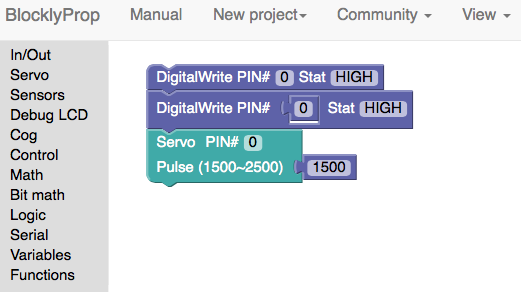 BlocklyProp Manual New project Community View
In/Out
Servo
Sensors
Debug LCD
Cog
Control
Math
Bit math
Logic
Serial
Variables
Functions
DigitalWrite PIN# 0 Stat HIGH
DigitalWrite PIN# 0 Stat HIGH
Servo PIN# 0
Pulse (1500~2500) 1500